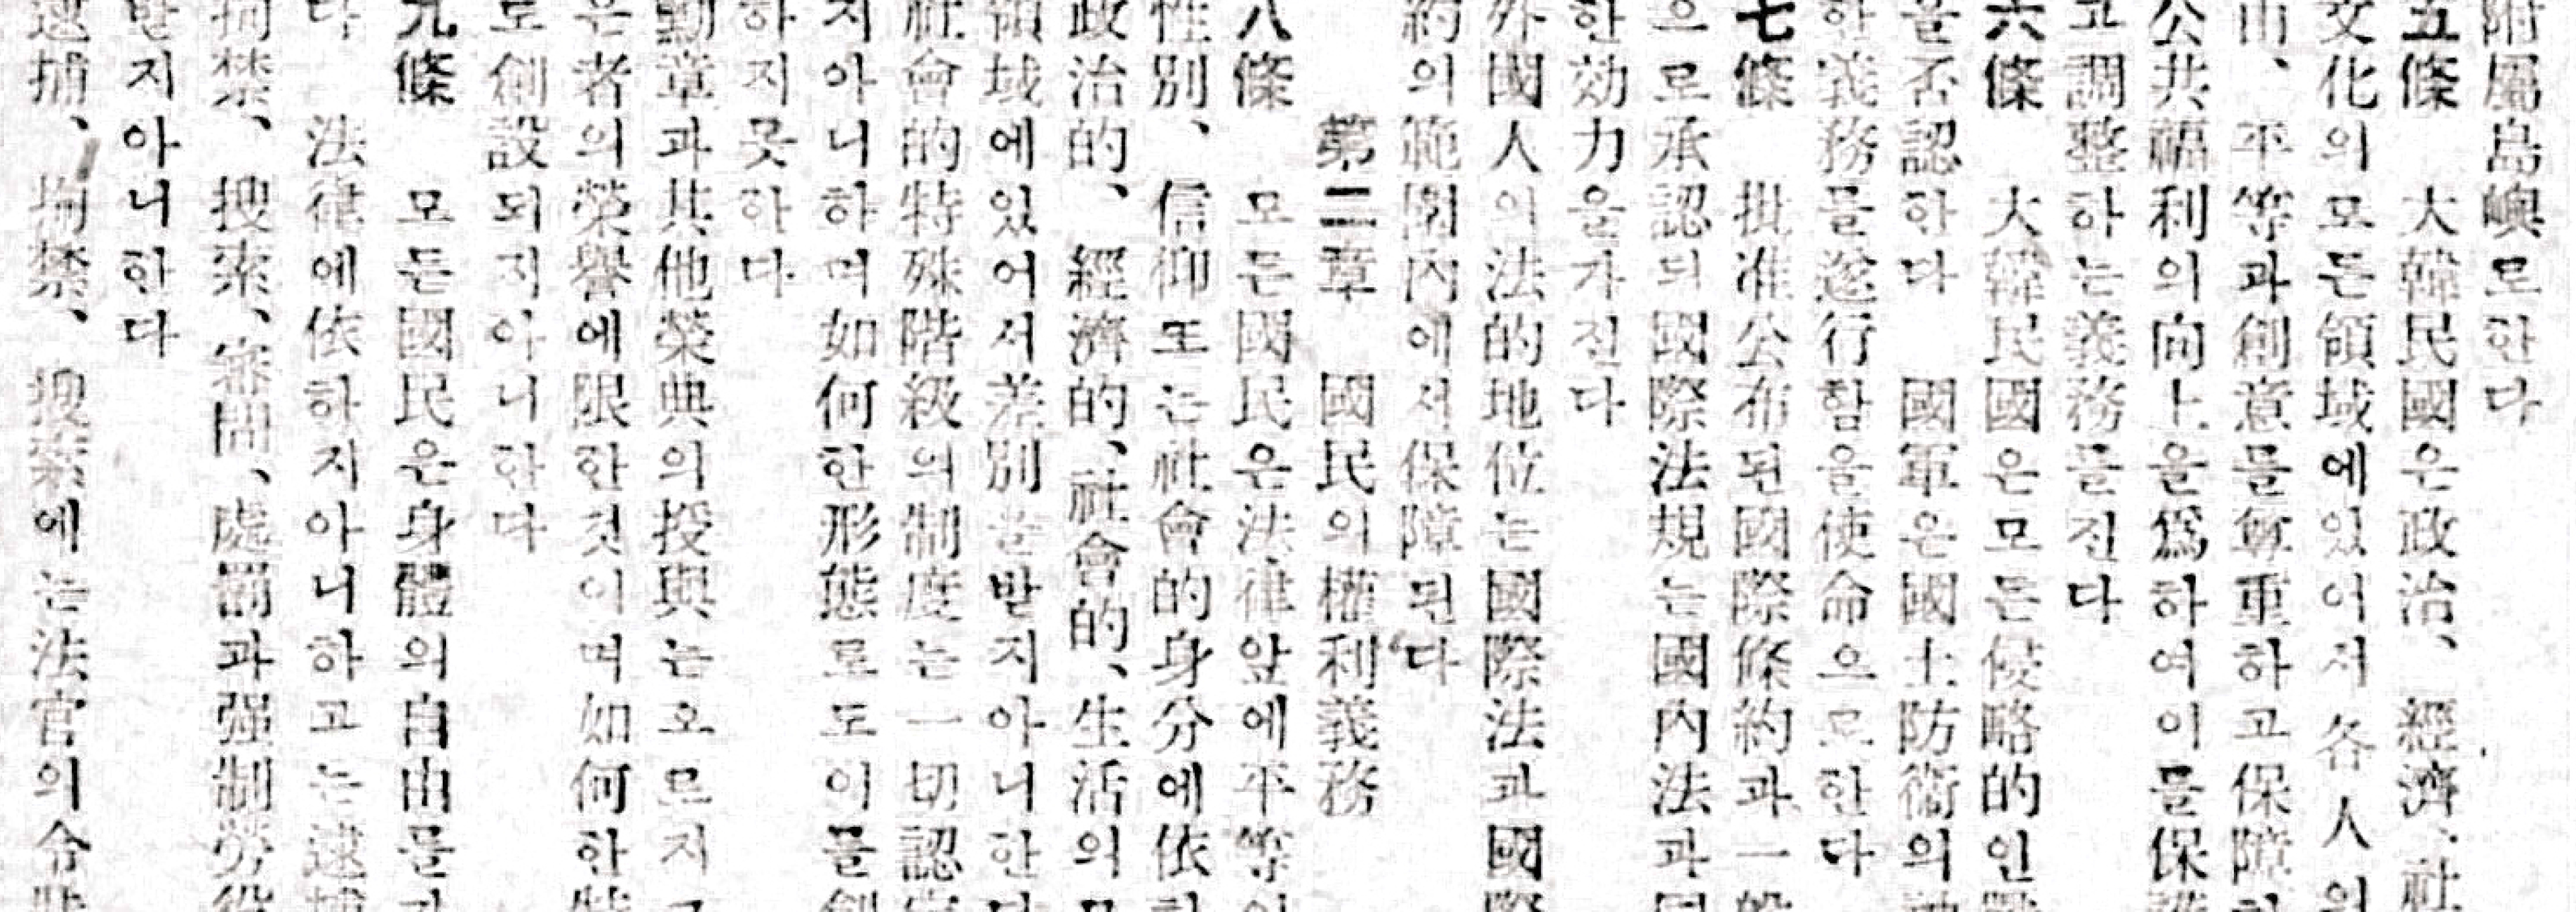 附屬島嶼로한다
五條 大韓民國은政治、經濟、社
文化의모든領域에있어서各人의
由、平等과創意를尊重하고保障하
公共福利의向上을爲하여이를保護
고調整하는義務를진다
六條 大韓民國은모든侵略的인戰
을否認한다 國軍은國土防衛의神
한義務를遂行함을使命으로한다
七條 批准公布된國際條約과一般
으로承認된國際法規는國內法과同
한効力을가진다
外國人의法的地位는國際法과國際
約의範圍內에서保障된다
第二章 國民의權利義務
八條 모든國民은法律앞에平等이
性別、信仰또는社會的身分에依하
政治的、經濟的、社會的、生活의모
領域에있어서差別을받지아니한다
社會的特殊階級의制度는一切認定
지아니하며如何한形態로도이를創
하지못하다
勳章과其他榮典의授與는오로지그
은者의榮譽에限한것이며如何한特
도創設되지아니한다
九條 모든國民은身體의自由를가
다 法律에依하지아니하고는逮捕
拘禁、搜索、審問、處罰과强制勞役
받지아니한다
逮捕、拘禁、搜索에는法官의令狀